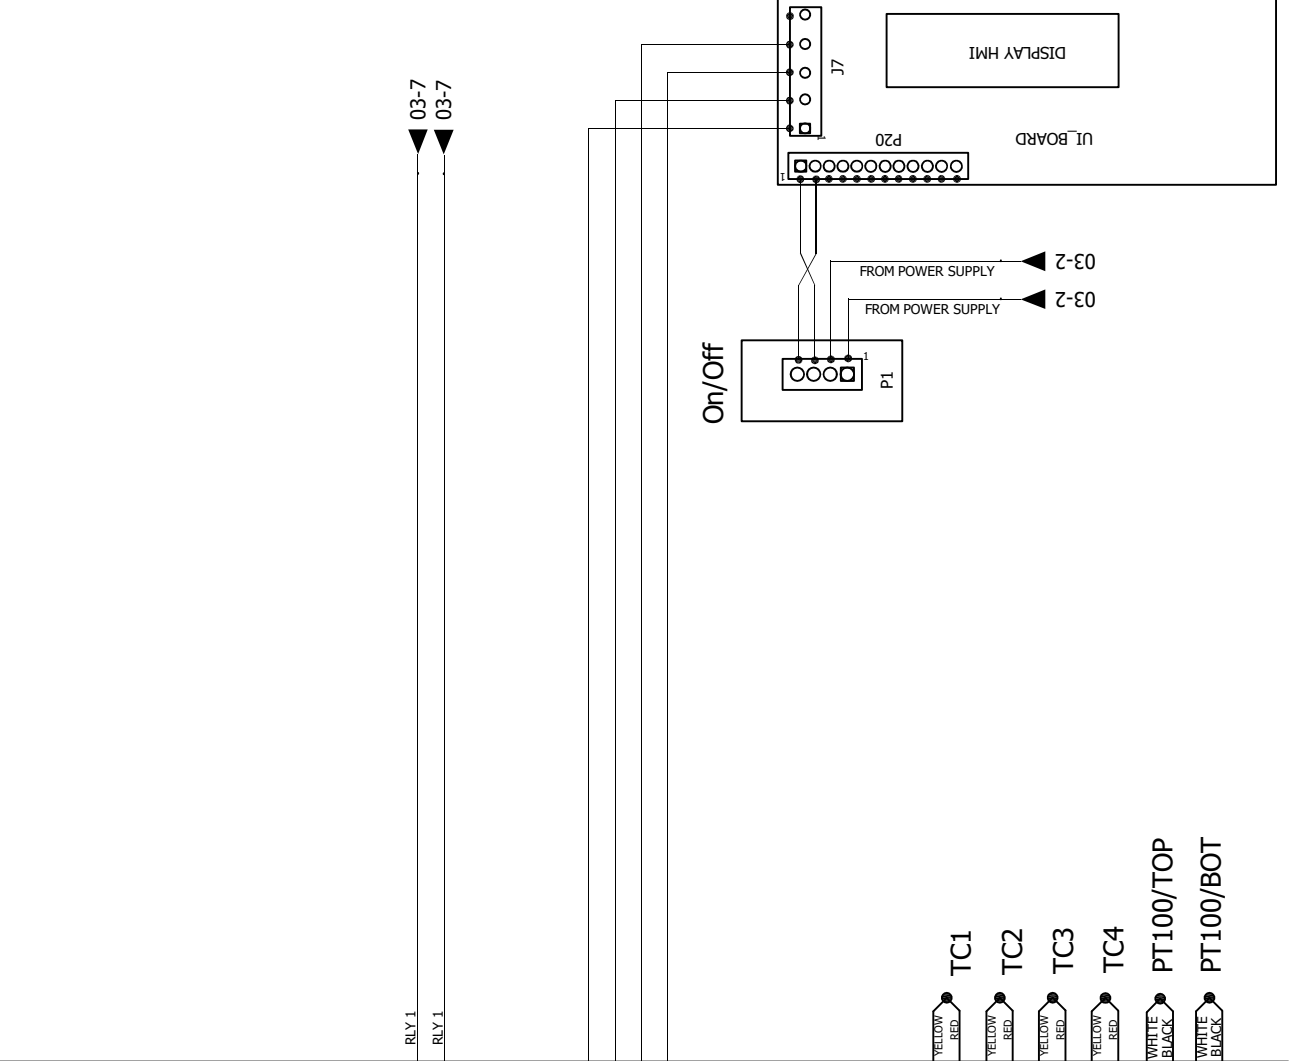 DISPLAY HMI
J7
1
UI_BOARD
P20
1
03-7
03-7
FROM POWER SUPPLY
03-2
FROM POWER SUPPLY
03-2
On/Off
1
P1
TC1
TC2
TC3
TC4
PT100/TOP
PT100/BOT
RLY 1
RLY 1
YELLOW
RED
YELLOW
RED
YELLOW
RED
YELLOW
RED
WHITE
BLACK
WHITE
BLACK